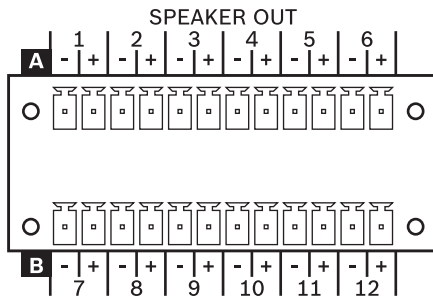 SPEAKER OUT
1 2 3 4 5 6
A - + - + - + - + - + - +
B - + - + - + - + - + - +
7 8 9 10 11 12